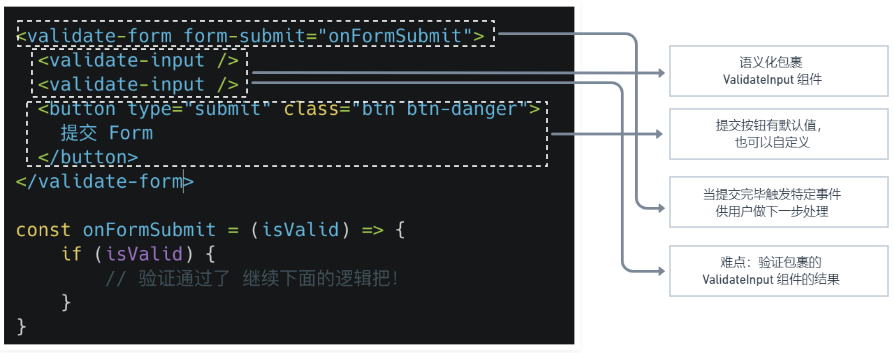 <validate-form form-submit="onFormSubmit">
<validate-input />
<validate-input />
<button type="submit" class="btn btn-danger">
提交 Form
</button>
</validate-form>
const onFormSubmit = (isValid) => {
if (isValid) {
// 验证通过了 继续下面的逻辑把！
}
}
语义化包裹
ValidateInput 组件
提交按钮有默认值，
也可以自定义
当提交完毕触发特定事件
供用户做下一步处理
难点：验证包裹的
ValidateInput 组件的结果